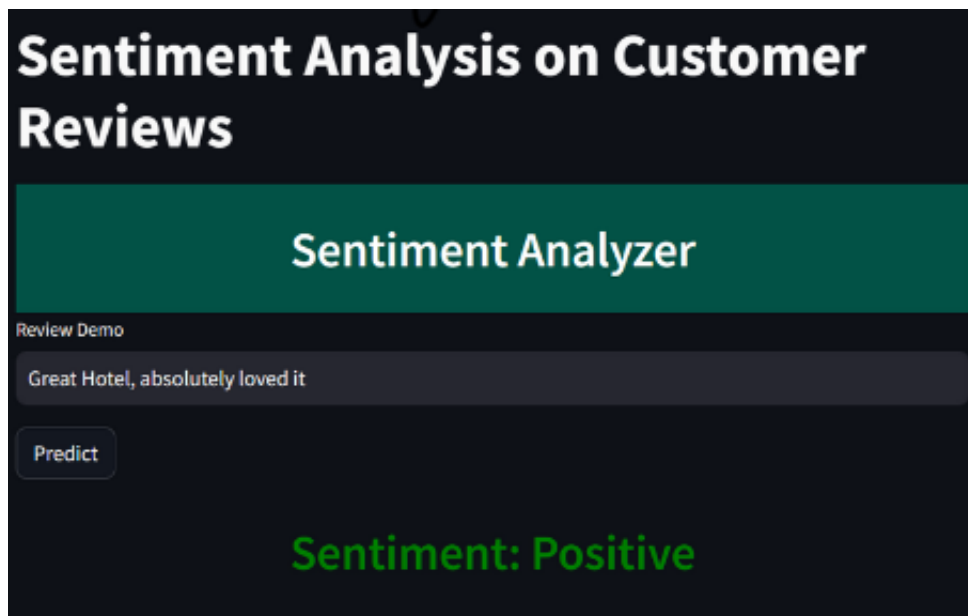 Sentiment Analysis on Customer
Reviews
Sentiment Analyzer
Review Demo
Great Hotel, absolutely loved it
Predict
Sentiment: Positive